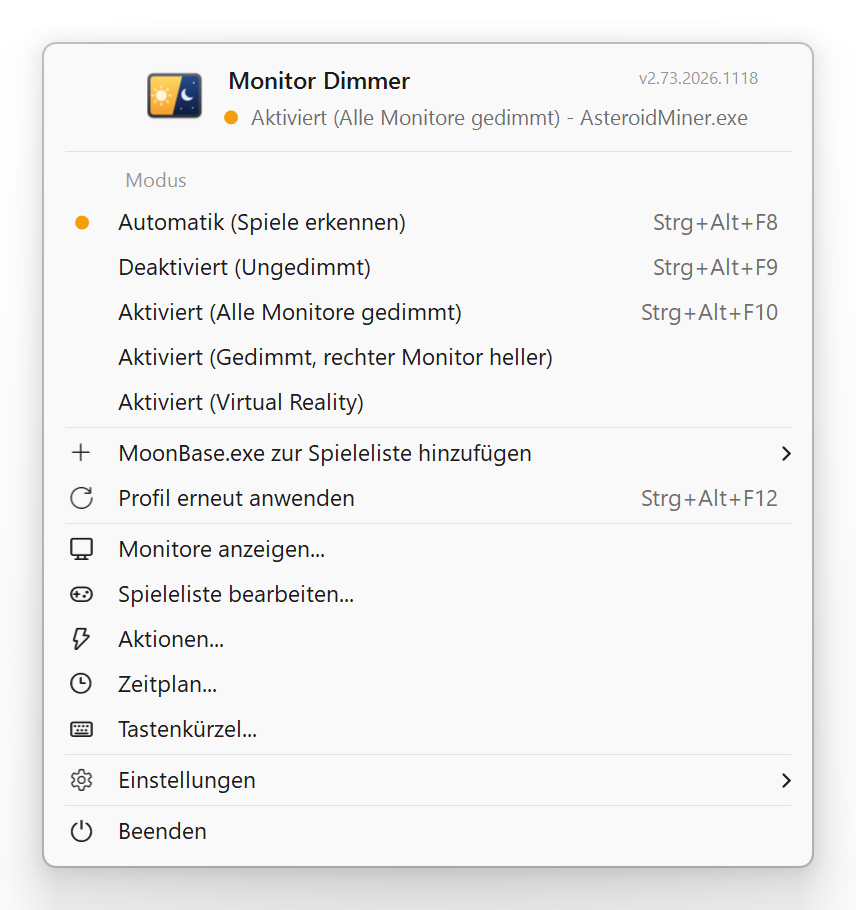 Monitor Dimmer
v2.73.2026.1118
Aktiviert (Alle Monitore gedimmt) - AsteroidMiner.exe
Modus
Automatik (Spiele erkennen) Strg+Alt+F8
Deaktiviert (Ungedimmt) Strg+Alt+F9
Aktiviert (Alle Monitore gedimmt) Strg+Alt+F10
Aktiviert (Gedimmt, rechter Monitor heller)
Aktiviert (Virtual Reality)
MoonBase.exe zur Spieleliste hinzufügen
Profil erneut anwenden Strg+Alt+F12
Monitore anzeigen...
Spieleliste bearbeiten...
Aktionen...
Zeitplan...
Tastenkürzel...
Einstellungen
Beenden